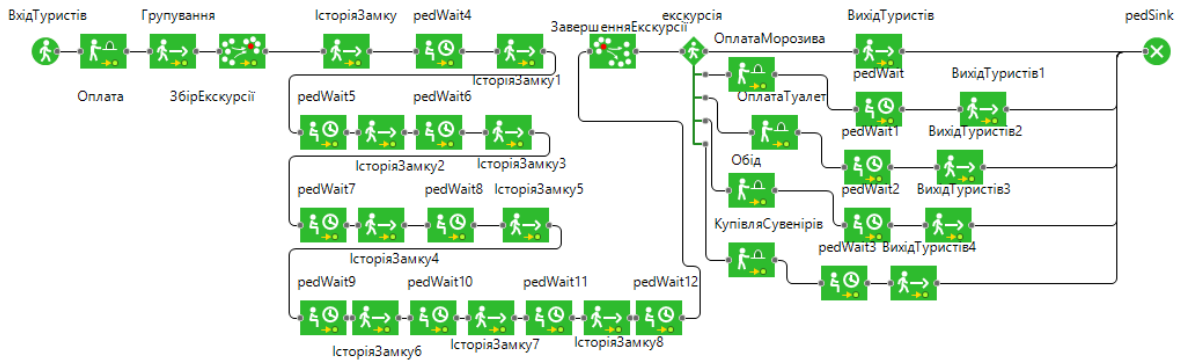 ВхідТуристів
Групування
ІсторіяЗамку
pedWait4
ЗавершенняЕкскурсії
екскурсія
ВихідТуристів
pedSink
ОплатаМорозива
Оплата
ЗбірЕкскурсії
ІсторіяЗамку1
pedWait
ВихідТуристів1
pedWait5
pedWait6
ОплатаТуалет
pedWait1
ВихідТуристів2
ІсторіяЗамку2
ІсторіяЗамку3
Обід
pedWait7
pedWait8
ІсторіяЗамку5
pedWait2
ВихідТуристів3
КупівляСувенірів
ІсторіяЗамку4
pedWait3
ВихідТуристів4
pedWait9
pedWait10
pedWait11
pedWait12
ІсторіяЗамку6
ІсторіяЗамку7
ІсторіяЗамку8